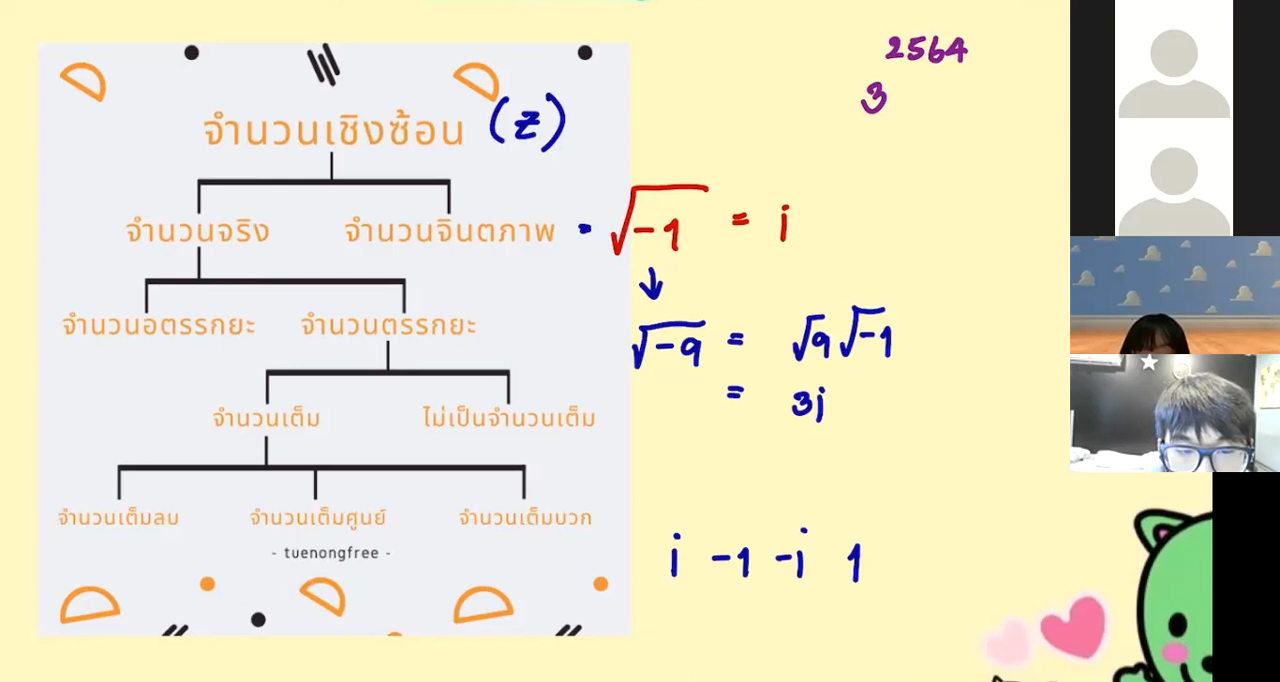 2564
3
จำนวนเชิงซ้อน (z)
จำนวนจริง จำนวนจินตภาพ = √-1 = i
จำนวนอตรรกยะ จำนวนตรรกยะ
↓
√-9 = √9 √-1
= 3i
จำนวนเต็ม ไม่เป็นจำนวนเต็ม
จำนวนเต็มลบ จำนวนเต็มศูนย์ จำนวนเต็มบวก
- tuenongfree -
i -1 -i 1